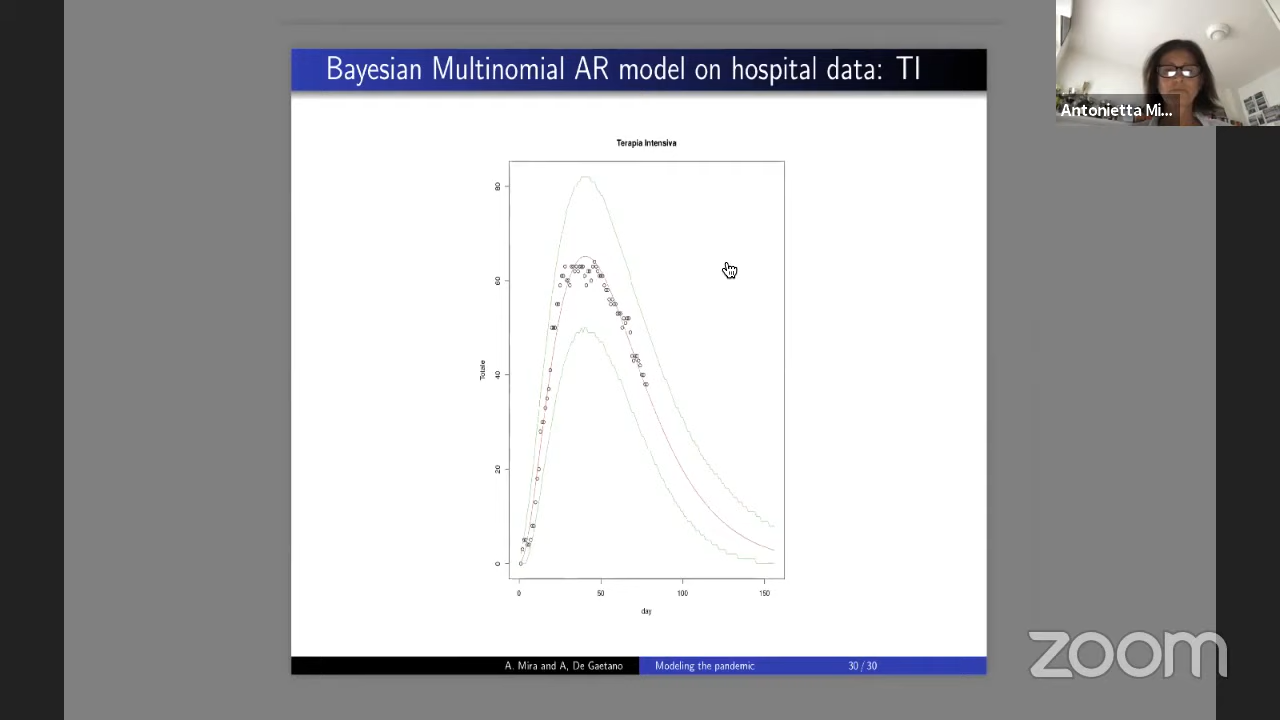 Bayesian Multinomial AR model on hospital data: TI
Antonietta Mi...
Terapia Intensiva
80
60
40
20
0
Totale
0 50 100 150
day
A. Mira and A, De Gaetano Modeling the pandemic 30 / 30
zoom